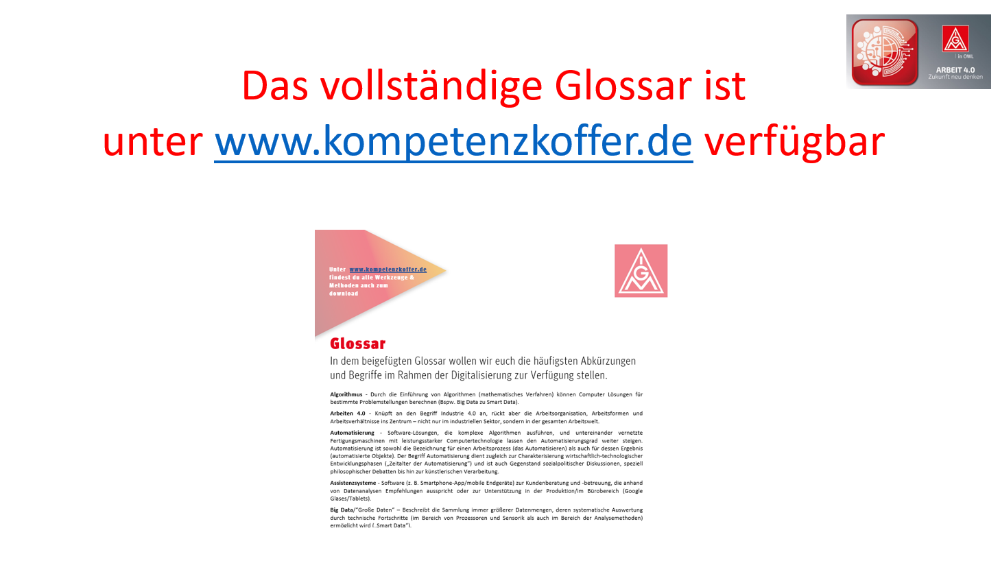 IGM
in OWL
ARBEIT 4.0
Zukunft neu denken
Das vollständige Glossar ist
unter www.kompetenzkoffer.de verfügbar
Unter www.kompetenzkoffer.de
findest du alle Werkzeuge &
Methoden auch zum
download
IGM
Glossar
In dem beigefügten Glossar wollen wir euch die häufigsten Abkürzungen
und Begriffe im Rahmen der Digitalisierung zur Verfügung stellen.
Algorithmus - Durch die Einführung von Algorithmen (mathematisches Verfahren) können Computer Lösungen für
bestimmte Problemstellungen berechnen (Bspw. Big Data zu Smart Data).
Arbeiten 4.0 - Knüpft an den Begriff Industrie 4.0 an, rückt aber die Arbeitsorganisation, Arbeitsformen und
Arbeitsverhältnisse ins Zentrum – nicht nur im industriellen Sektor, sondern in der gesamten Arbeitswelt.
Automatisierung - Software-Lösungen, die komplexe Algorithmen ausführen, und untereinander vernetzte
Fertigungsmaschinen mit leistungsstarker Computertechnologie lassen den Automatisierungsgrad weiter steigen.
Automatisierung ist sowohl die Bezeichnung für einen Arbeitsprozess (das Automatisieren) als auch für dessen Ergebnis
(automatisierte Objekte). Der Begriff Automatisierung dient zugleich zur Charakterisierung wirtschaftlich-technologischer
Entwicklungsphasen („Zeitalter der Automatisierung“) und ist auch Gegenstand sozialpolitischer Diskussionen, speziell
philosophischer Debatten bis hin zur künstlerischen Verarbeitung.
Assistenzsysteme - Software (z. B. Smartphone-App/mobile Endgeräte) zur Kundenberatung und -betreuung, die anhand
von Datenanalysen Empfehlungen ausspricht oder zur Unterstützung in der Produktion/im Bürobereich (Google
Glases/Tablets).
Big Data/“Große Daten“ – Beschreibt die Sammlung immer größerer Datenmengen, deren systematische Auswertung
durch technische Fortschritte (im Bereich von Prozessoren und Sensorik als auch im Bereich der Analysemethoden)
ermöglicht wird („Smart Data“).